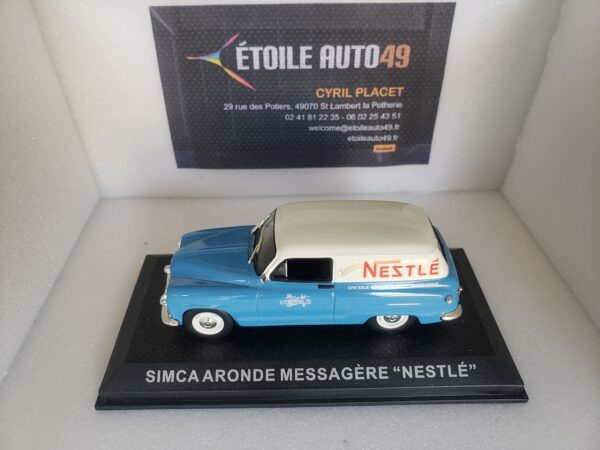 ÉTOILE AUTO49
CYRIL PLACET
29 rue des Potiers, 49070 St Lambert la Potherie
02 41 81 22 35 - 06 02 25 43 51
welcome@etoileauto49.fr
etoileauto49.fr
NESTLÉ
EPICERIE
SIMCA ARONDE MESSAGÈRE “NESTLÉ”